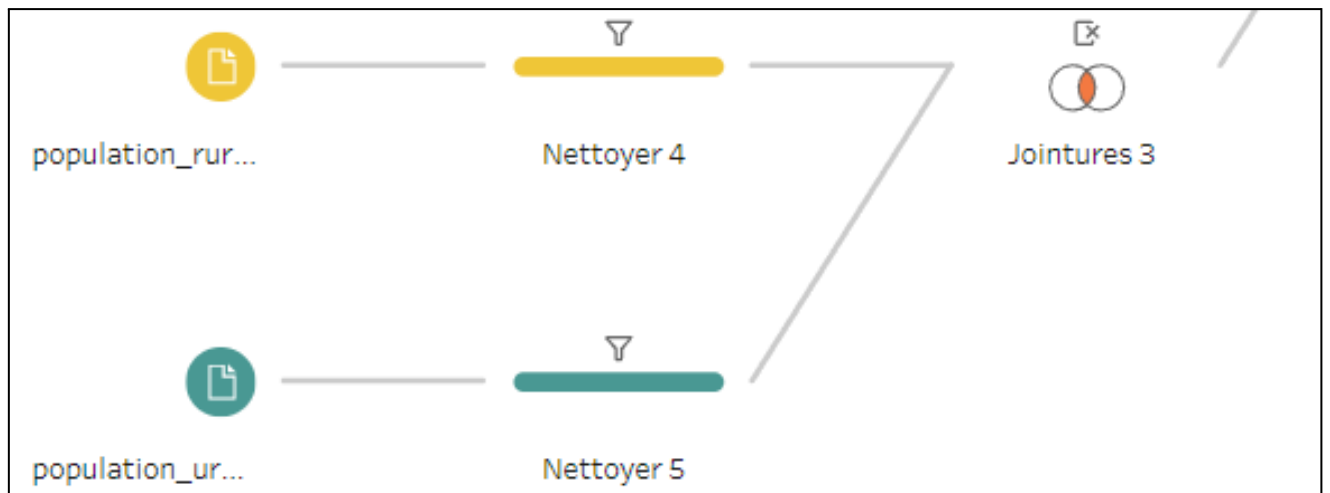 population_rur...
Nettoyer 4
Jointures 3
population_ur...
Nettoyer 5